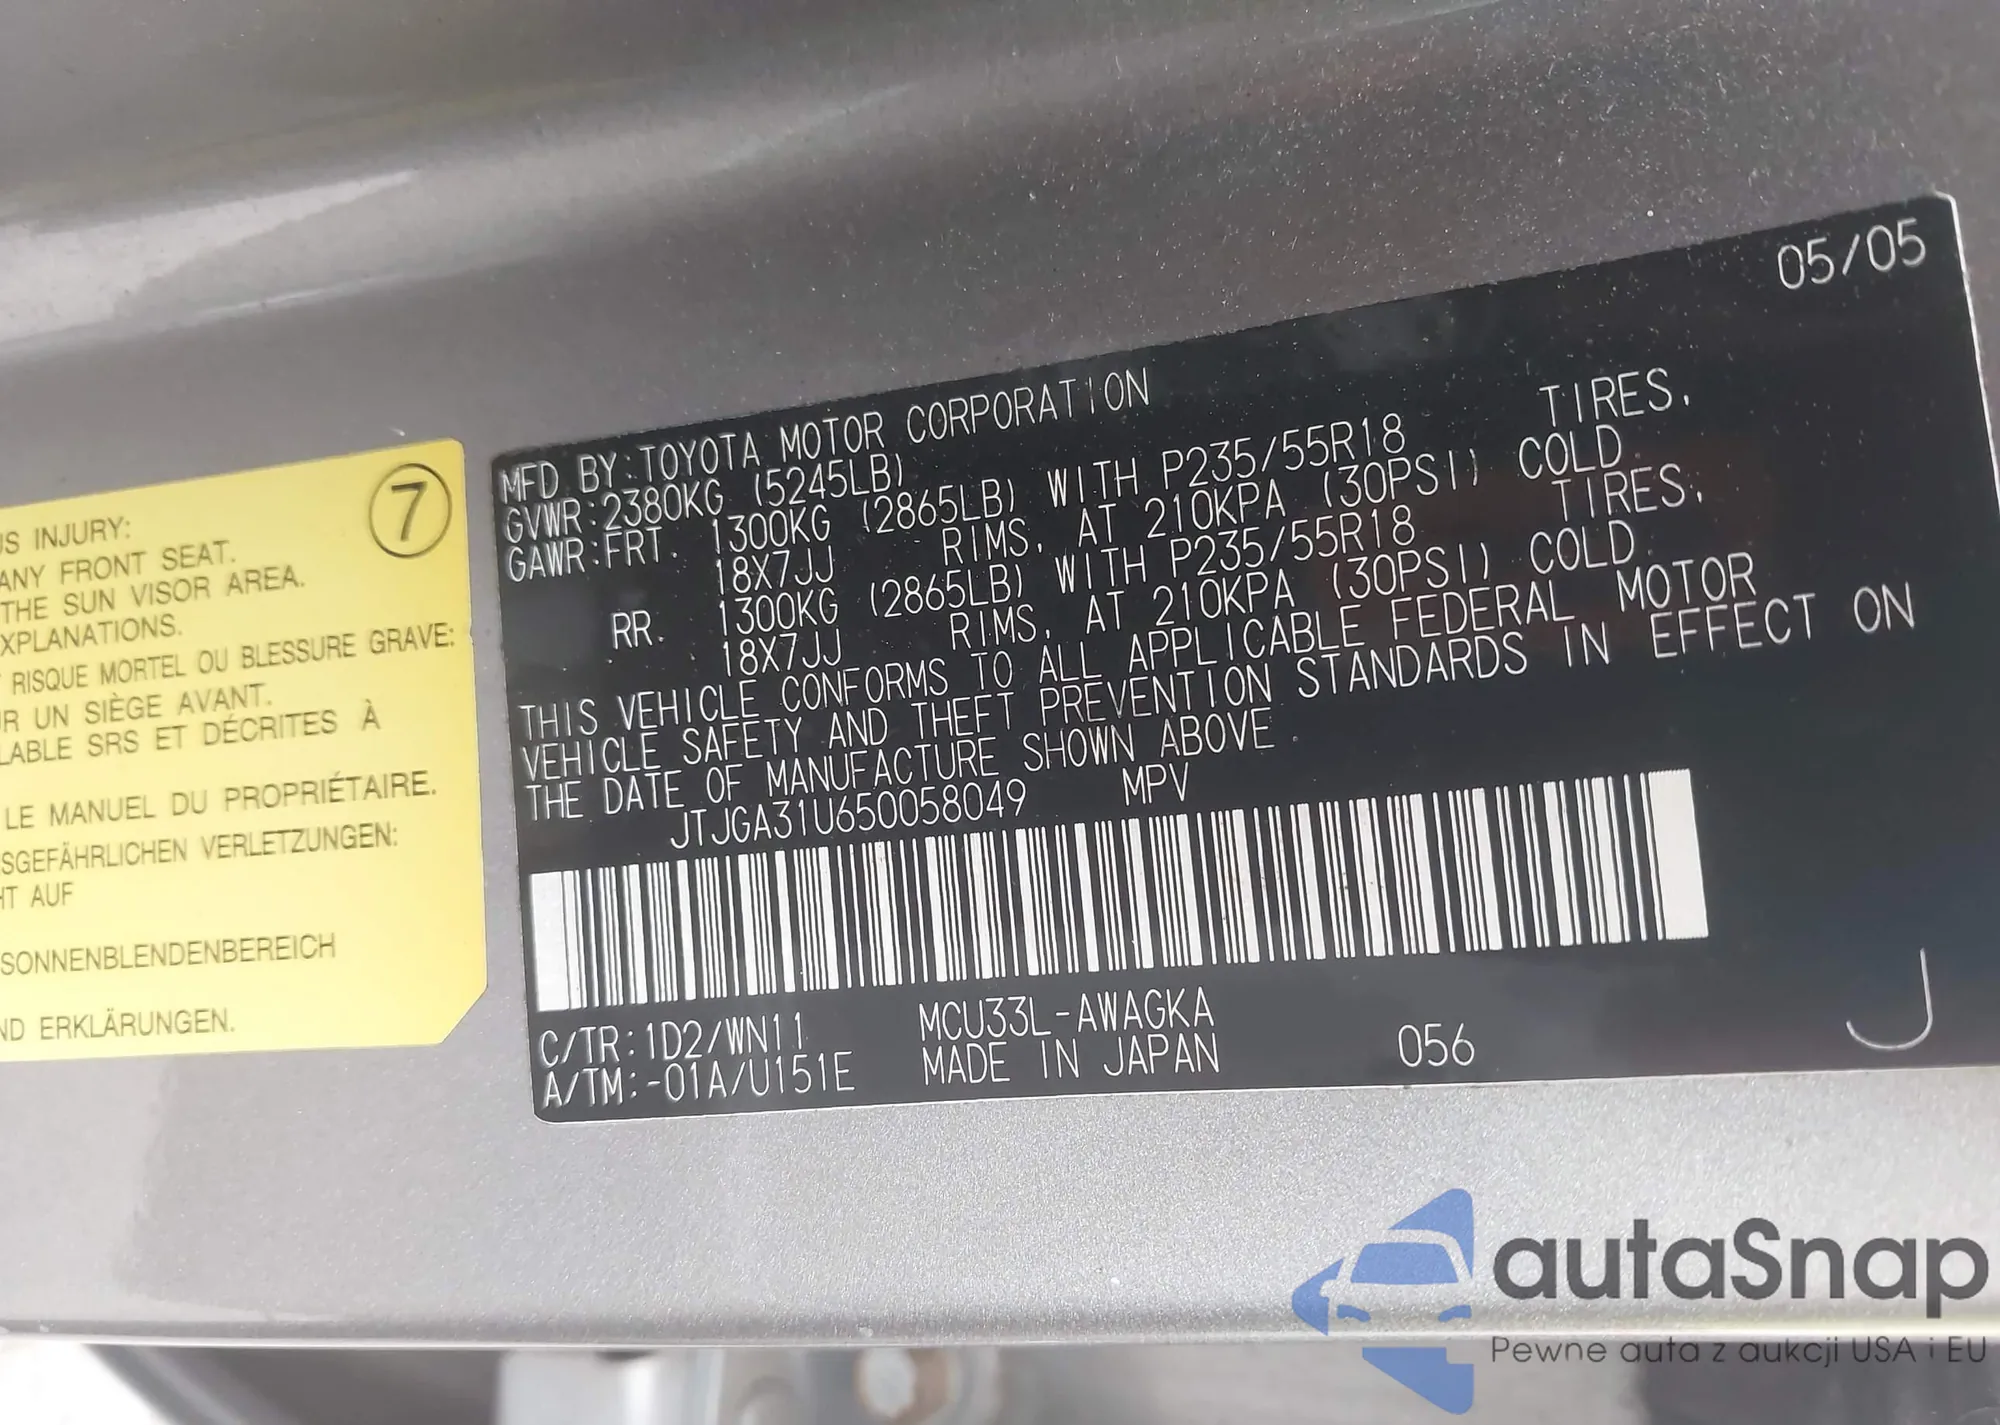 US INJURY:
ANY FRONT SEAT.
THE SUN VISOR AREA.
EXPLANATIONS.
RISQUE MORTEL OU BLESSURE GRAVE:
UR UN SIÈGE AVANT.
LABLE SRS ET DÉCRITES À
LE MANUEL DU PROPRIÉTAIRE.
SGEFÄHRLICHEN VERLETZUNGEN:
HT AUF
SONNENBLENDENBEREICH
ND ERKLÄRUNGEN.
7
05/05
MFD BY:TOYOTA MOTOR CORPORATION
GVWR:2380KG (5245LB)
GAWR:FRT. 1300KG (2865LB) WITH P235/55R18 TIRES,
18X7JJ RIMS, AT 210KPA (30PSI) COLD.
RR. 1300KG (2865LB) WITH P235/55R18 TIRES,
18X7JJ RIMS, AT 210KPA (30PSI) COLD.
THIS VEHICLE CONFORMS TO ALL APPLICABLE FEDERAL MOTOR
VEHICLE SAFETY AND THEFT PREVENTION STANDARDS IN EFFECT ON
THE DATE OF MANUFACTURE SHOWN ABOVE.
JTJGA31U650058049 MPV
C/TR:1D2/WN11 MCU33L-AWAGKA
A/TM:-01A/U151E MADE IN JAPAN 056 J
autaSnap
Pewne auta z aukcji USA i EU